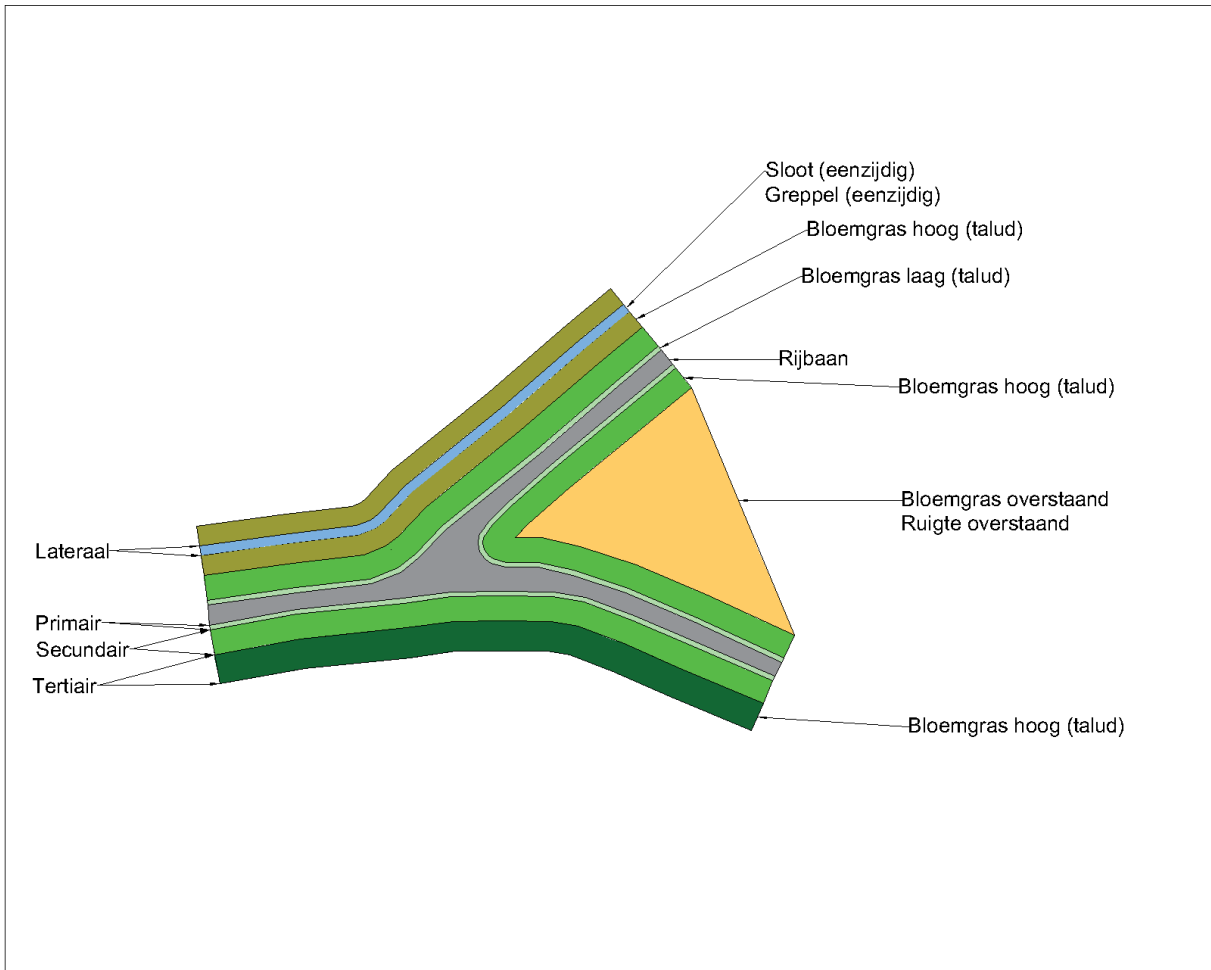 Sloot (eenzijdig)
Greppel (eenzijdig)
Bloemgras hoog (talud)
Bloemgras laag (talud)
Rijbaan
Bloemgras hoog (talud)
Bloemgras overstaand
Ruigte overstaand
Lateraal
Primair
Secundair
Tertiair
Bloemgras hoog (talud)